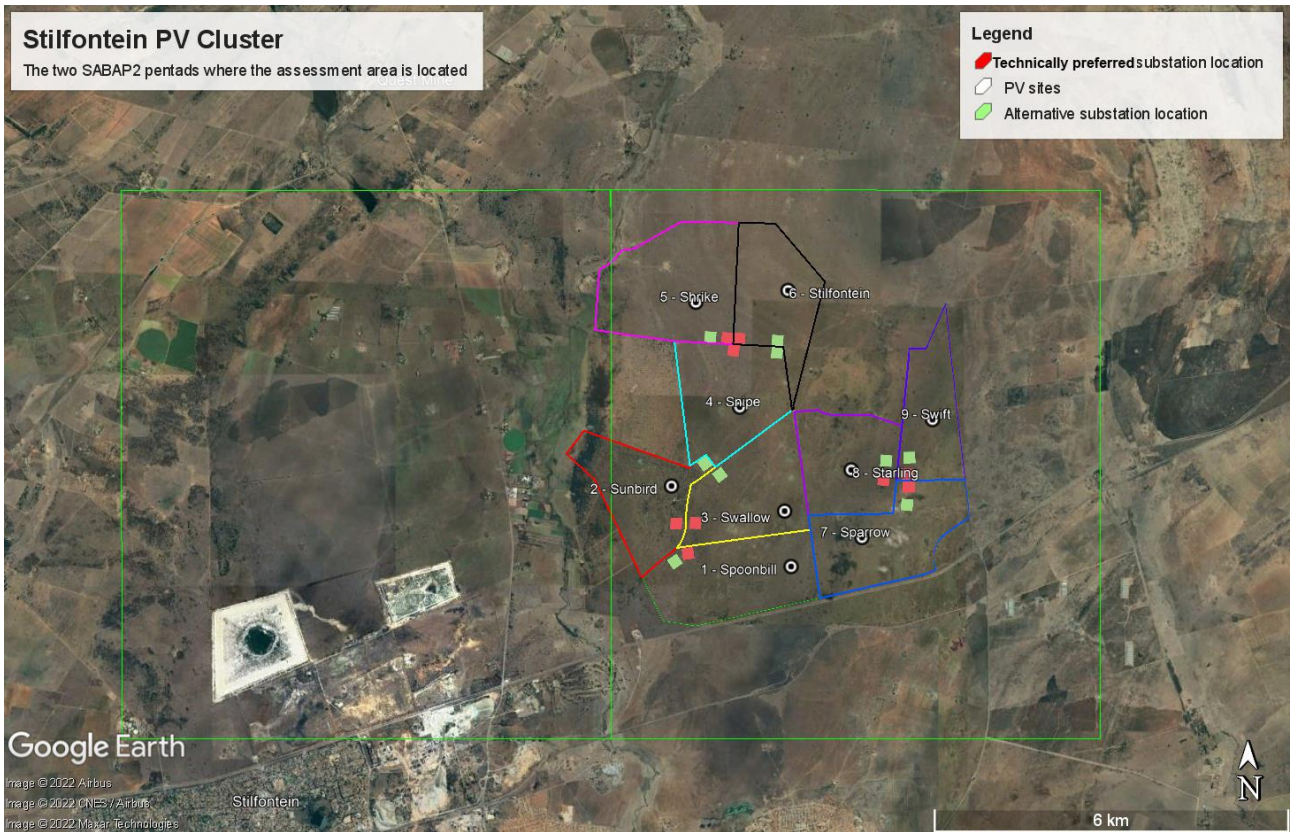 Stilfontein PV Cluster
The two SABAP2 pentads where the assessment area is located
Legend
Technically preferred substation location
PV sites
Alternative substation location
5 - Shrike
6 - Stilfontein
4 - Snipe
9 - Swift
8 - Starling
2 - Sunbird
3 - Swallow
7 - Sparrow
1 - Spoonbill
Google Earth
Image © 2022 Airbus
Image © 2022 CNES / Airbus
Image © 2022 Maxar Technologies
Stilfontein
N
6 km